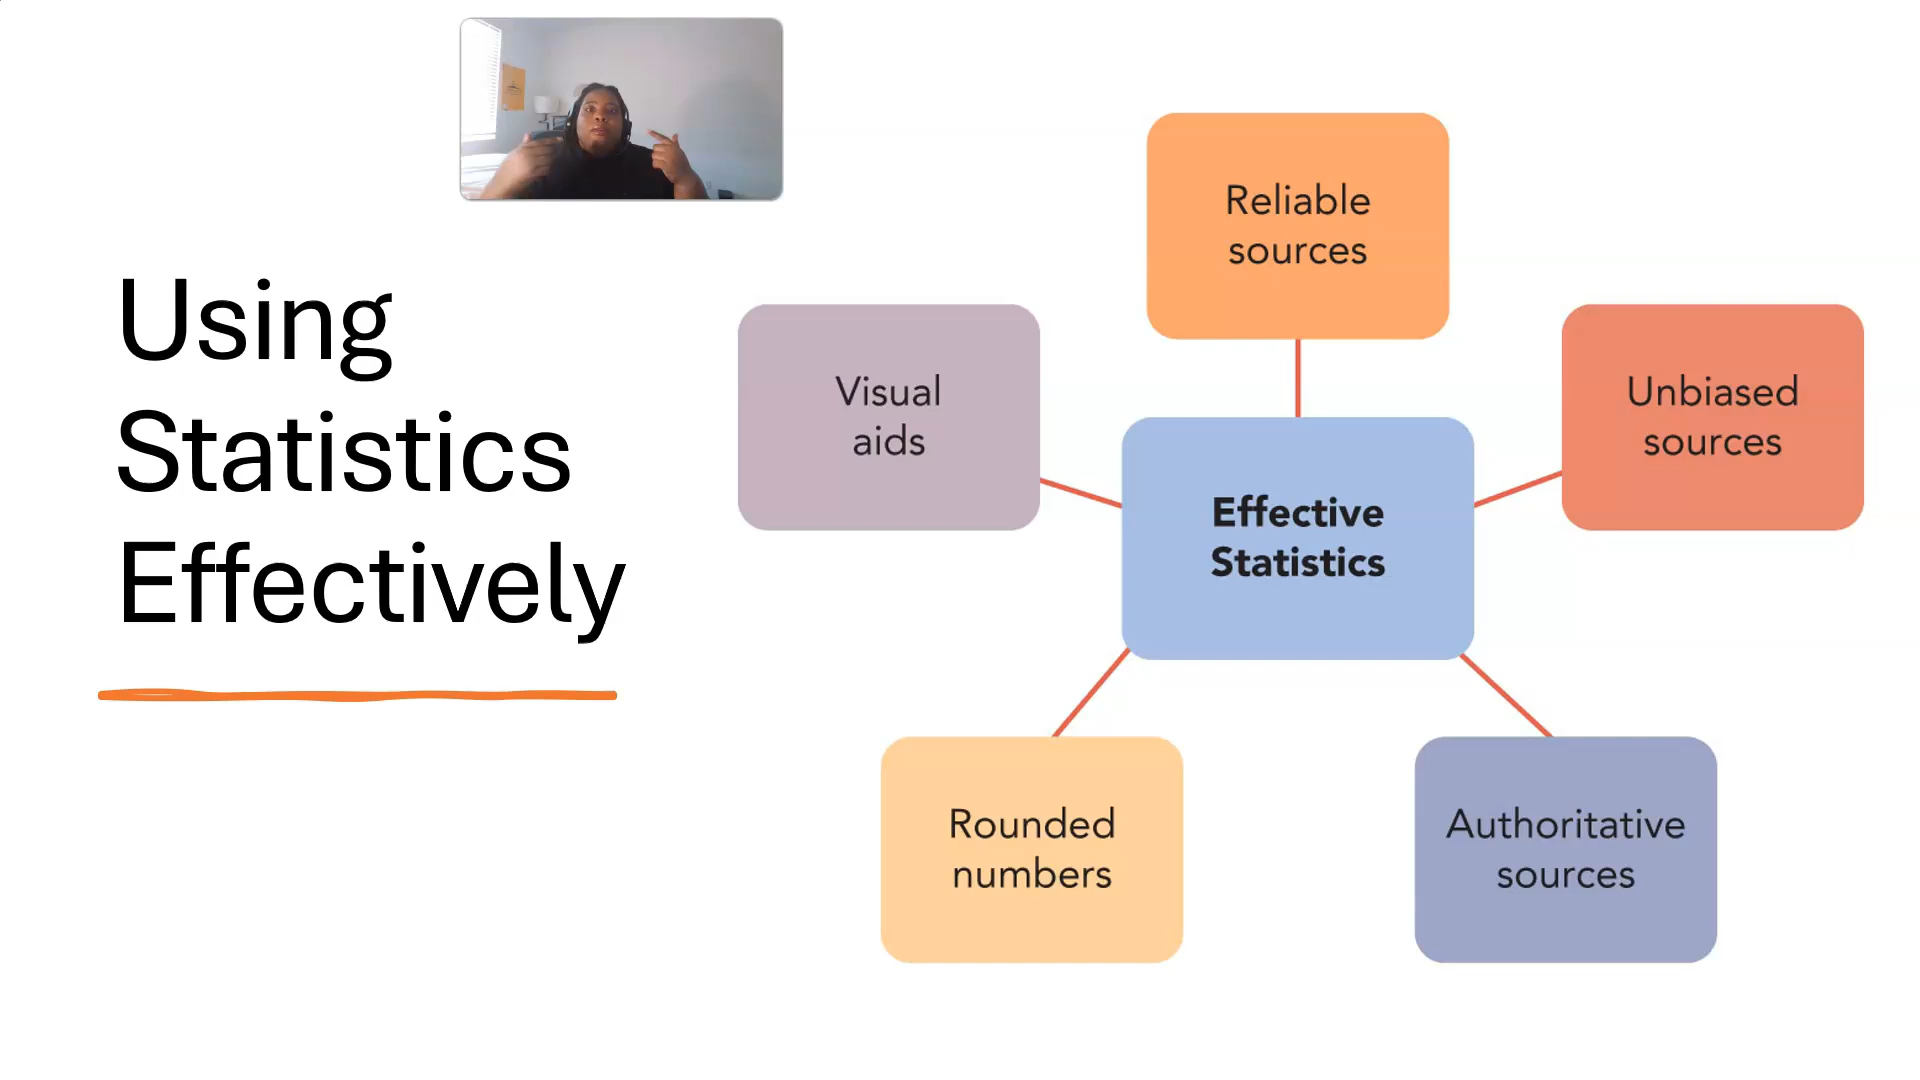 Using
Statistics
Effectively
Reliable
sources
Visual
aids
Unbiased
sources
Effective
Statistics
Rounded
numbers
Authoritative
sources